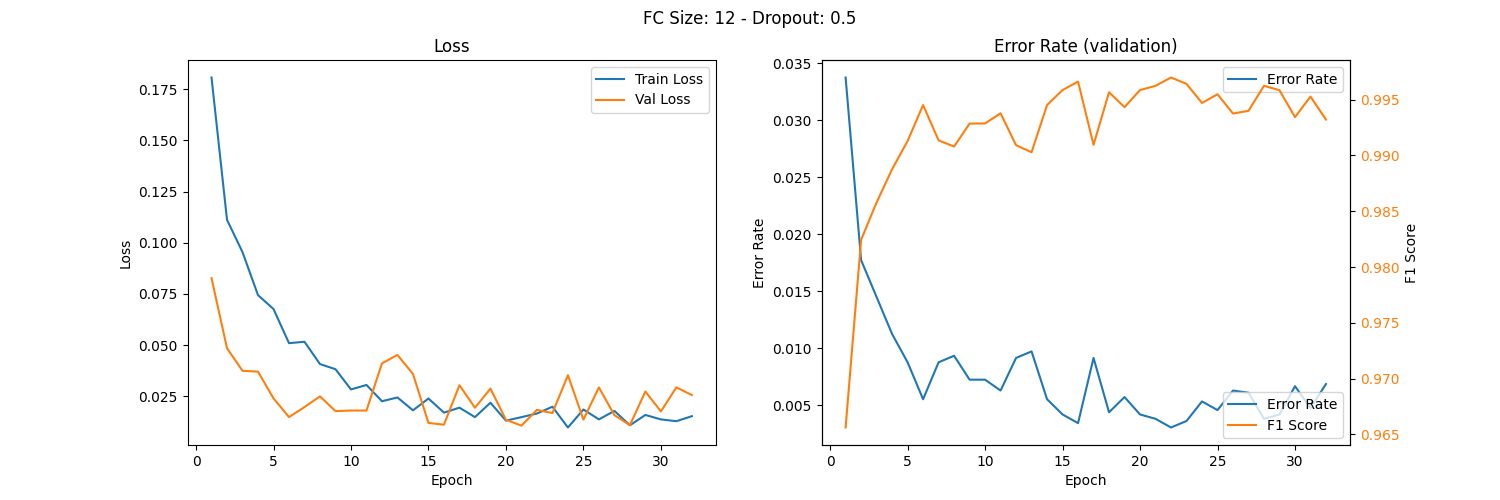 FC Size: 12 - Dropout: 0.5
Loss
Train Loss
Val Loss
0.175
0.150
0.125
0.100
0.075
0.050
0.025
Loss
0 5 10 15 20 25 30
Epoch
Error Rate (validation)
Error Rate
0.035
0.030
0.025
0.020
0.015
0.010
0.005
Error Rate
0.995
0.990
0.985
0.980
0.975
0.970
0.965
F1 Score
Error Rate
F1 Score
0 5 10 15 20 25 30
Epoch